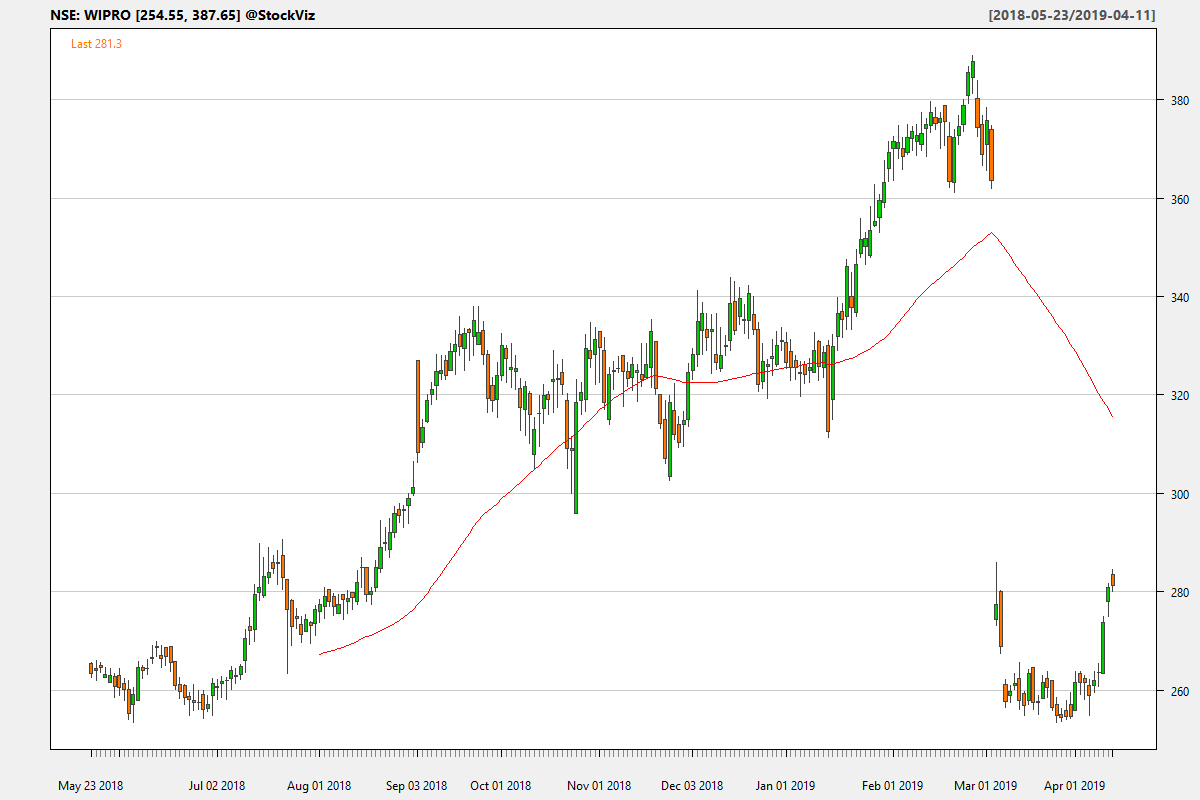 NSE: WIPRO [254.55, 387.65] @StockViz [2018-05-23/2019-04-11]
Last 281.3
380
360
340
320
300
280
260
May 23 2018 Jul 02 2018 Aug 01 2018 Sep 03 2018 Oct 01 2018 Nov 01 2018 Dec 03 2018 Jan 01 2019 Feb 01 2019 Mar 01 2019 Apr 01 2019